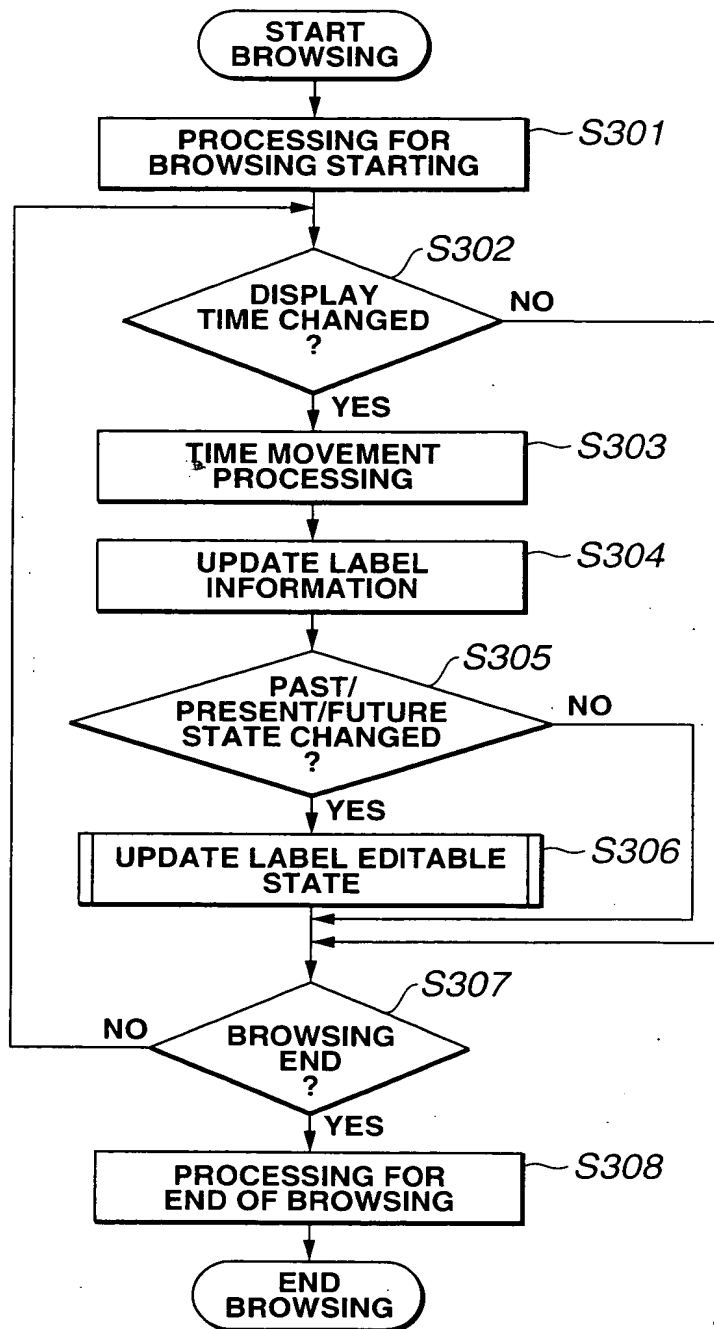 START
BROWSING
PROCESSING FOR
BROWSING STARTING
S301
S302
DISPLAY
TIME CHANGED
?
NO
YES
TIME MOVEMENT
PROCESSING
S303
UPDATE LABEL
INFORMATION
S304
S305
PAST/
PRESENT/FUTURE
STATE CHANGED
?
NO
YES
UPDATE LABEL EDITABLE
STATE
S306
S307
NO
BROWSING
END
?
YES
PROCESSING FOR
END OF BROWSING
S308
END
BROWSING